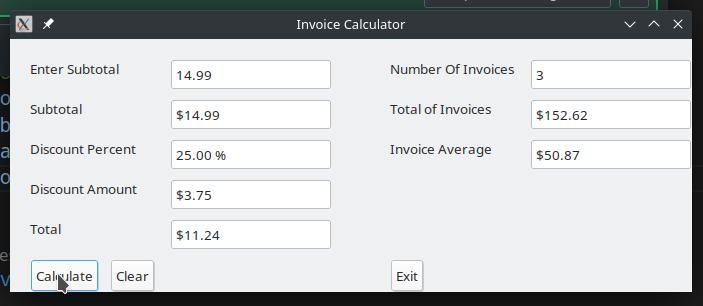 Invoice Calculator
Enter Subtotal 14.99 Number Of Invoices 3
Subtotal $14.99 Total of Invoices $152.62
Discount Percent 25.00 % Invoice Average $50.87
Discount Amount $3.75
Total $11.24
Calculate Clear Exit